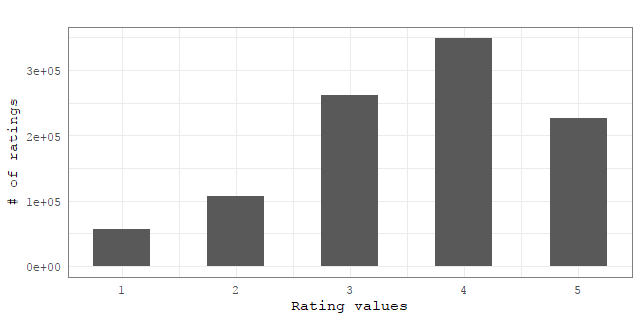 # of ratings
3e+05
2e+05
1e+05
0e+00
1 2 3 4 5
Rating values